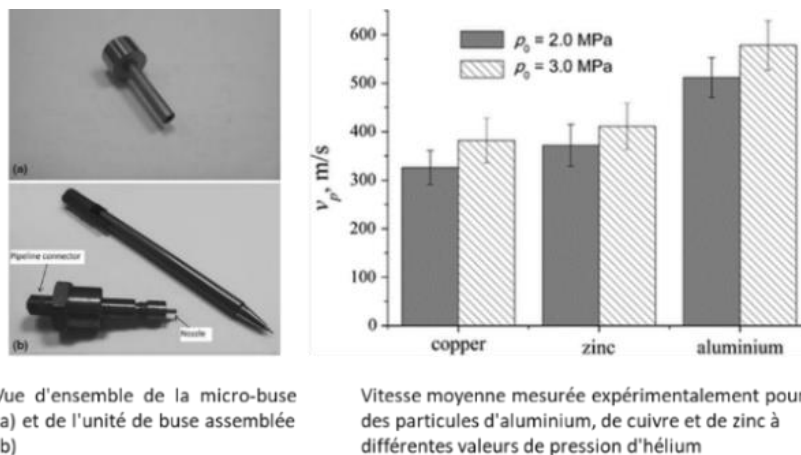 (a)
Pipeline connector
Nozzle
(b)
600
500
400
300
200
100
0
v_p, m/s
p_0 = 2.0 MPa
p_0 = 3.0 MPa
copper zinc aluminium
Vue d'ensemble de la micro-buse
a) et de l'unité de buse assemblée
b)
Vitesse moyenne mesurée expérimentalement pour
des particules d'aluminium, de cuivre et de zinc à
différentes valeurs de pression d'hélium